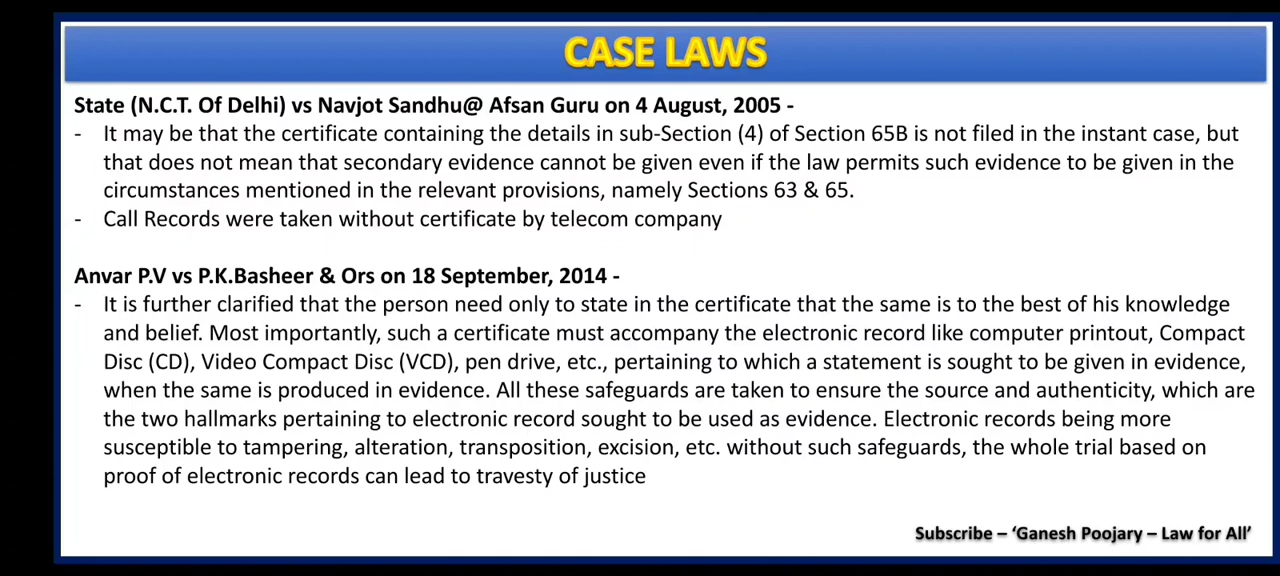 CASE LAWS
State (N.C.T. Of Delhi) vs Navjot Sandhu@ Afsan Guru on 4 August, 2005 -
- It may be that the certificate containing the details in sub-Section (4) of Section 65B is not filed in the instant case, but
that does not mean that secondary evidence cannot be given even if the law permits such evidence to be given in the
circumstances mentioned in the relevant provisions, namely Sections 63 & 65.
- Call Records were taken without certificate by telecom company
Anvar P.V vs P.K.Basheer & Ors on 18 September, 2014 -
- It is further clarified that the person need only to state in the certificate that the same is to the best of his knowledge
and belief. Most importantly, such a certificate must accompany the electronic record like computer printout, Compact
Disc (CD), Video Compact Disc (VCD), pen drive, etc., pertaining to which a statement is sought to be given in evidence,
when the same is produced in evidence. All these safeguards are taken to ensure the source and authenticity, which are
the two hallmarks pertaining to electronic record sought to be used as evidence. Electronic records being more
susceptible to tampering, alteration, transposition, excision, etc. without such safeguards, the whole trial based on
proof of electronic records can lead to travesty of justice
Subscribe – ‘Ganesh Poojary – Law for All’